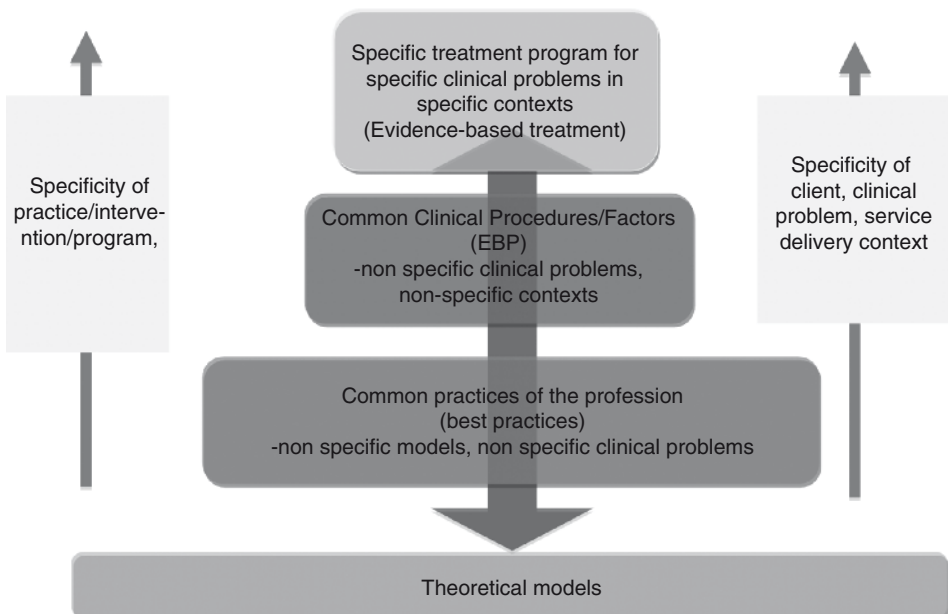 Specific treatment program for
specific clinical problems in
specific contexts
(Evidence-based treatment)
Specificity of
practice/interve-
ntion/program,
Specificity of
client, clinical
problem, service
delivery context
Common Clinical Procedures/Factors
(EBP)
-non specific clinical problems,
non-specific contexts
Common practices of the profession
(best practices)
-non specific models, non specific clinical problems
Theoretical models